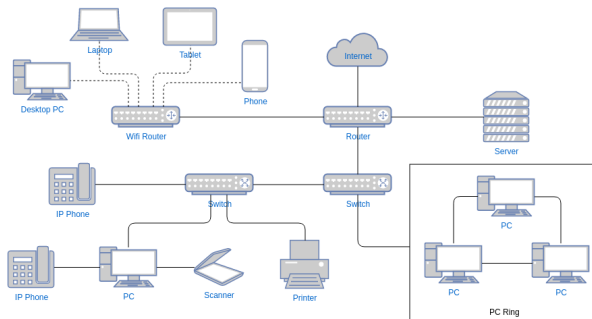 Laptop
Tablet
Internet
Phone
Desktop PC
Wifi Router
Router
Server
IP Phone
Switch
Switch
PC
IP Phone
PC
Scanner
Printer
PC
PC
PC Ring